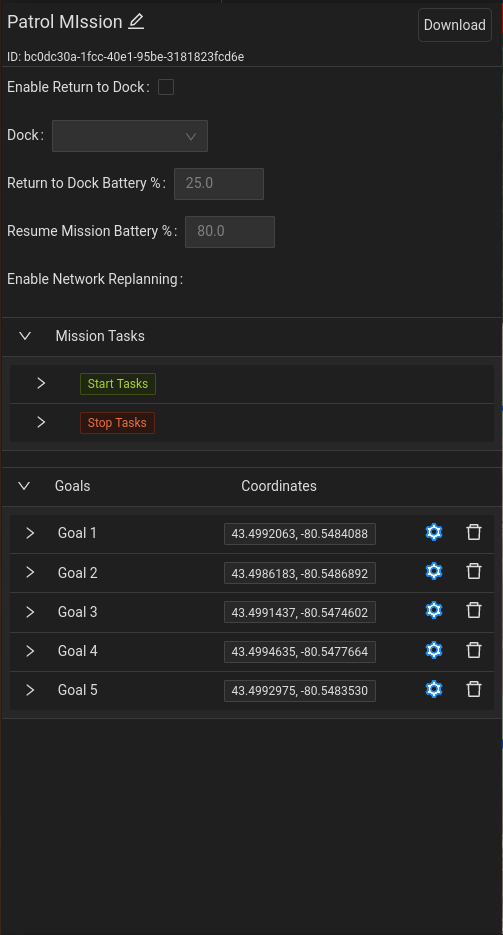 Patrol MIssion
Download
ID: bc0dc30a-1fcc-40e1-95be-3181823fcd6e
Enable Return to Dock:
Dock:
Return to Dock Battery %: 25.0
Resume Mission Battery %: 80.0
Enable Network Replanning:
Mission Tasks
Start Tasks
Stop Tasks
Goals Coordinates
Goal 1 43.4992063, -80.5484088
Goal 2 43.4986183, -80.5486892
Goal 3 43.4991437, -80.5474602
Goal 4 43.4994635, -80.5477664
Goal 5 43.4992975, -80.5483530